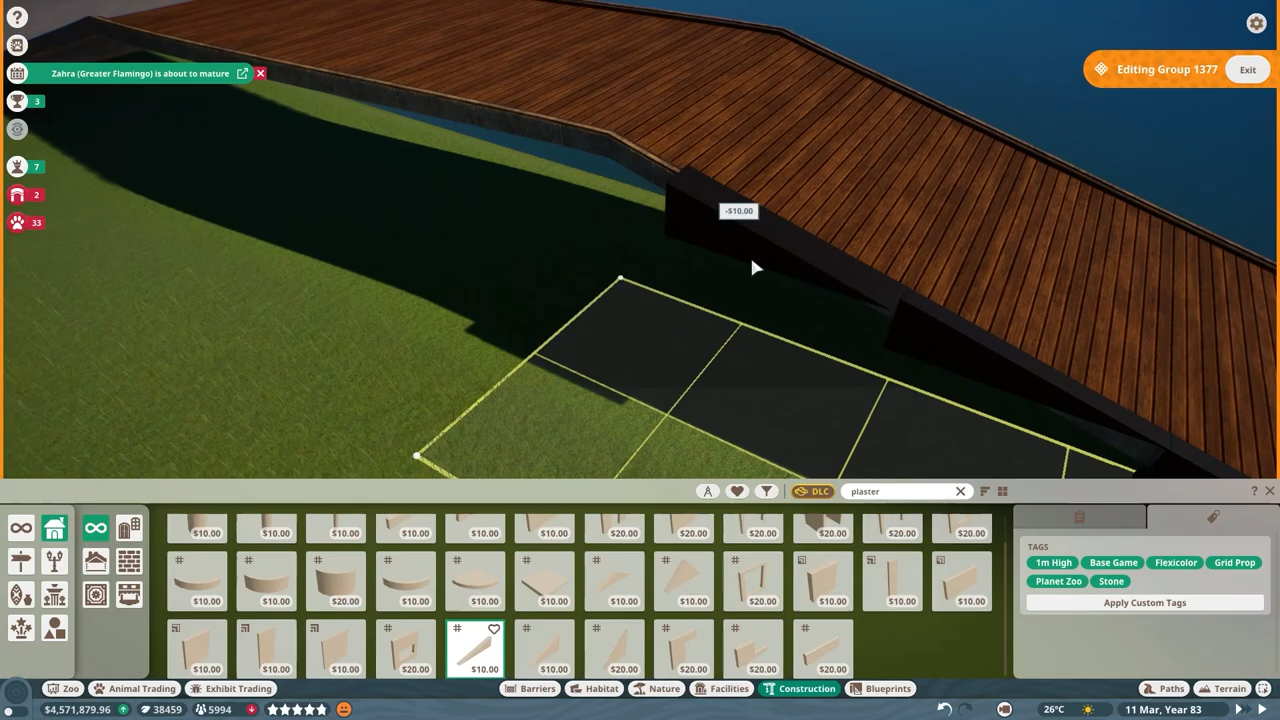 ?
Editing Group 1377
Exit
Zahra (Greater Flamingo) is about to mature
3
7
2
33
-$10.00
DLC
plaster
?
$10.00
$10.00
$10.00
$10.00
$10.00
$10.00
$20.00
$20.00
$20.00
$20.00
$20.00
$20.00
$10.00
$10.00
$20.00
$10.00
$10.00
$10.00
$10.00
$10.00
$20.00
$10.00
$10.00
$10.00
$10.00
$10.00
$10.00
$20.00
$10.00
$10.00
$20.00
$20.00
$20.00
$20.00
TAGS
1m High
Base Game
Flexicolor
Grid Prop
Planet Zoo
Stone
Apply Custom Tags
Zoo
Animal Trading
Exhibit Trading
Barriers
Habitat
Nature
Facilities
Construction
Blueprints
Paths
Terrain
$4,571,879.96
38459
5994
26°C
11 Mar, Year 83